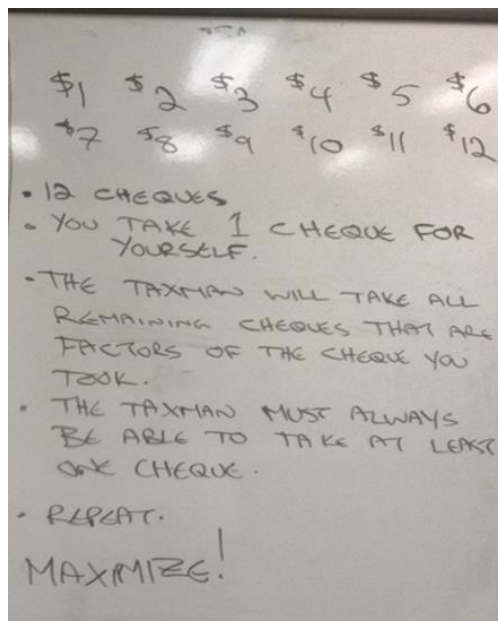 $1 $2 $3 $4 $5 $6
$7 $8 $9 $10 $11 $12
• 12 CHEQUES
• YOU TAKE 1 CHEQUE FOR
YOURSELF.
• THE TAXMAN WILL TAKE ALL
REMAINING CHEQUES THAT ARE
FACTORS OF THE CHEQUE YOU
TOOK.
• THE TAXMAN MUST ALWAYS
BE ABLE TO TAKE AT LEAST
ONE CHEQUE.
• REPEAT.
MAXIMIZE!